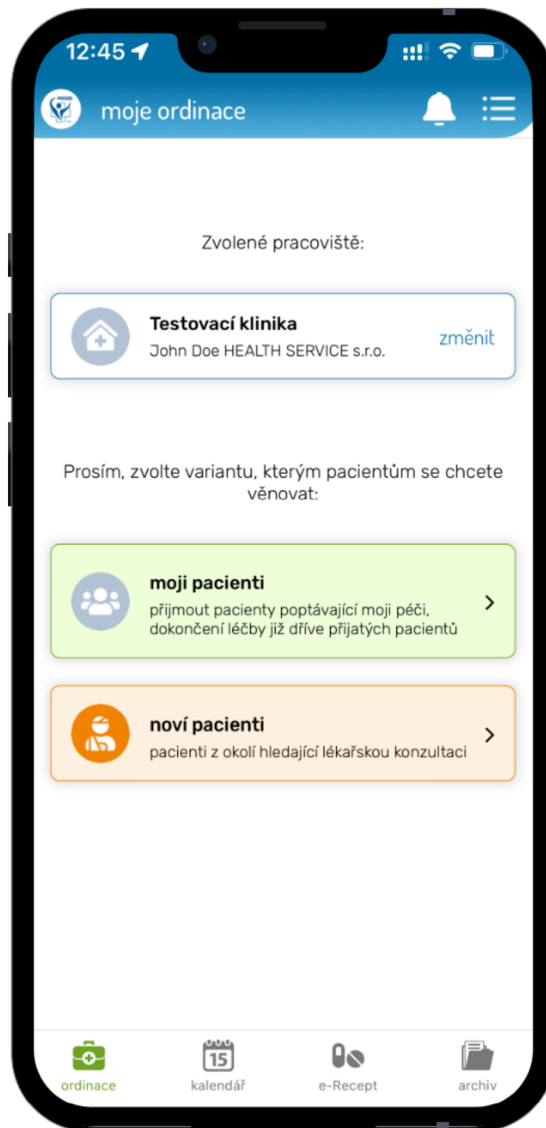 12:45
moje ordinace
Zvolené pracoviště:
Testovací klinika
John Doe HEALTH SERVICE s.r.o.
změnit
Prosím, zvolte variantu, kterým pacientům se chcete
věnovat:
moji pacienti
přijmout pacienty poptávající moji péči,
dokončení léčby již dříve přijatých pacientů
noví pacienti
pacienti z okolí hledající lékařskou konzultaci
15
ordinace
kalendář
e-Recept
archiv